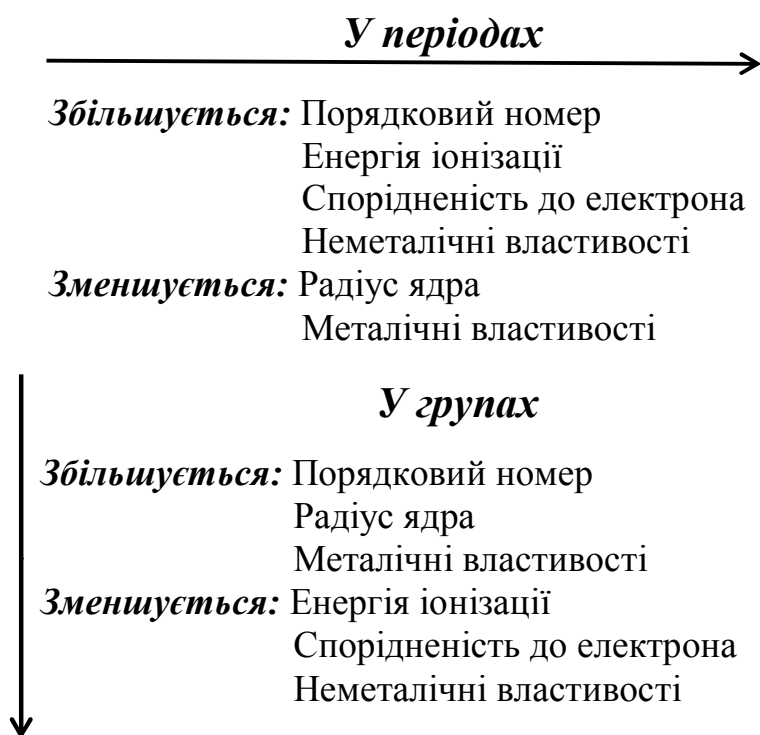 У періодах
Збільшується: Порядковий номер
Енергія іонізації
Спорідненість до електрона
Неметалічні властивості
Зменшується: Радіус ядра
Металічні властивості
У групах
Збільшується: Порядковий номер
Радіус ядра
Металічні властивості
Зменшується: Енергія іонізації
Спорідненість до електрона
Неметалічні властивості